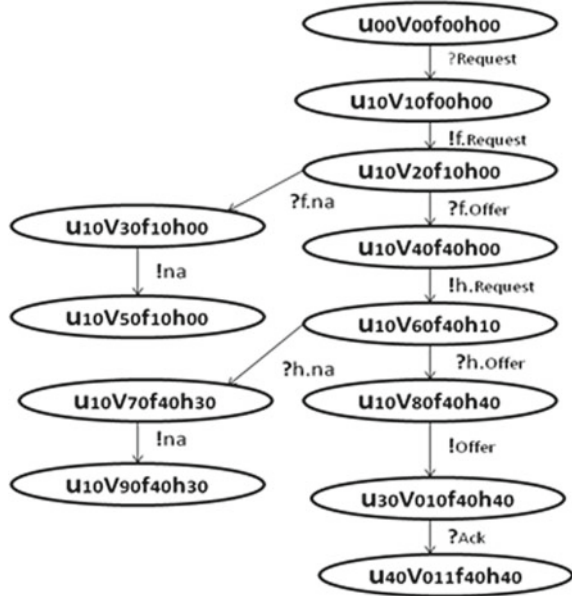 u00V00f00h00
?Request
u10V10f00h00
!f.Request
u10V20f10h00
?f.na
?f.Offer
u10V30f10h00
u10V40f40h00
!na
!h.Request
u10V50f10h00
u10V60f40h10
?h.na
?h.Offer
u10V70f40h30
u10V80f40h40
!na
!Offer
u10V90f40h30
u30V010f40h40
?Ack
u40V011f40h40